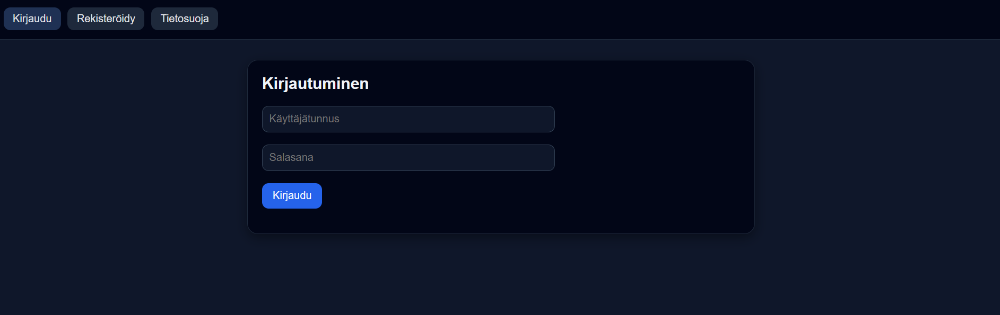 Kirjaudu Rekisteröidy Tietosuoja
Kirjautuminen
Käyttäjätunnus
Salasana
Kirjaudu